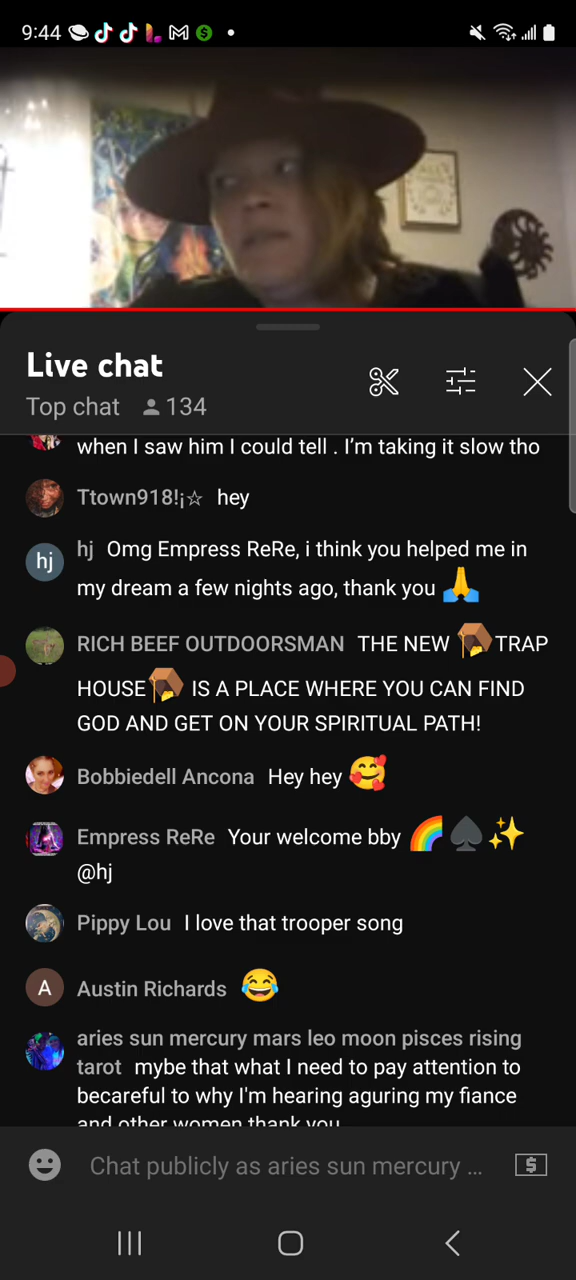 9:44
Live chat
Top chat 134
when I saw him I could tell . I'm taking it slow tho
Ttown918!¡☆ hey
hj
hj Omg Empress ReRe, i think you helped me in
my dream a few nights ago, thank you 🙏
RICH BEEF OUTDOORSMAN THE NEW TRAP
HOUSE IS A PLACE WHERE YOU CAN FIND
GOD AND GET ON YOUR SPIRITUAL PATH!
Bobbiedell Ancona Hey hey 🥰
Empress ReRe Your welcome bby 🌈♠️✨
@hj
Pippy Lou I love that trooper song
A
Austin Richards 😂
aries sun mercury mars leo moon pisces rising
tarot mybe that what I need to pay attention to
becareful to why I'm hearing aguring my fiance
and other women thank you
Chat publicly as aries sun mercury ...